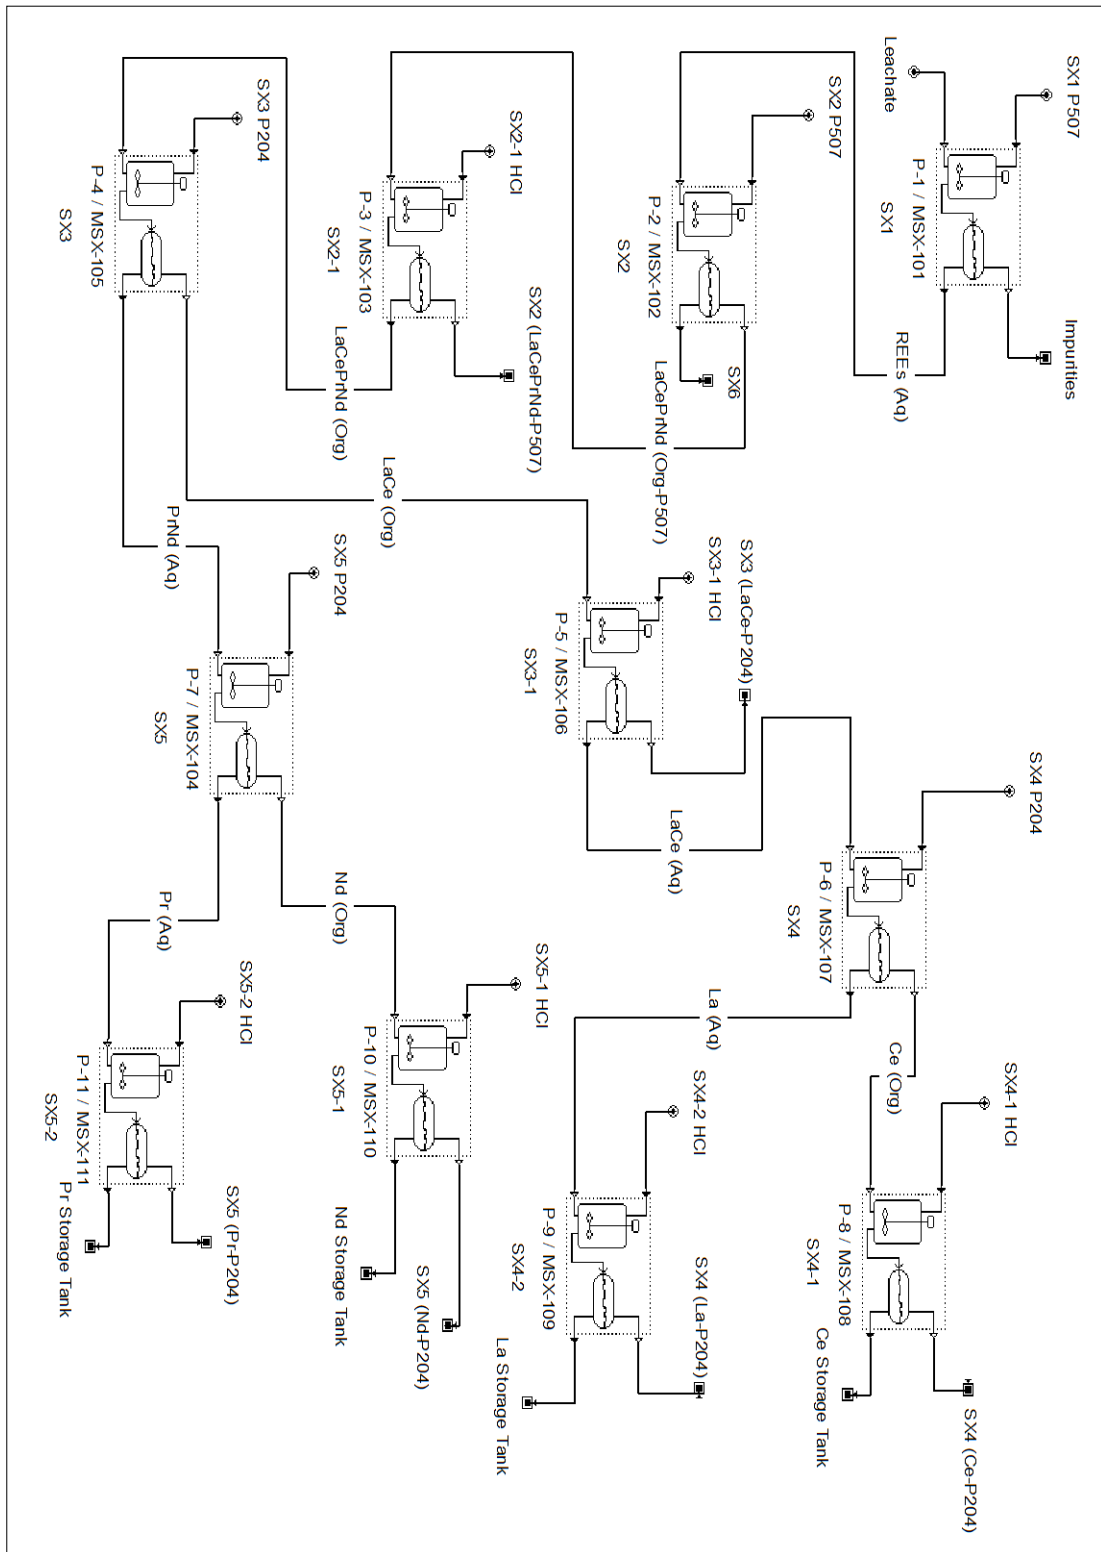 SX1 P507
Leachate
P-1 / MSX-101
SX1
Impurities
REEs (Aq)
SX2 P507
P-2 / MSX-102
SX2
SX6
LaCePrNd (Org-P507)
SX2-1 HCl
P-3 / MSX-103
SX2-1
SX2 (LaCePrNd-P507)
LaCePrNd (Org)
SX3 P204
P-4 / MSX-105
SX3
LaCe (Org)
PrNd (Aq)
SX3 (LaCe-P204)
SX3-1 HCl
P-5 / MSX-106
SX3-1
LaCe (Aq)
SX5 P204
P-7 / MSX-104
SX5
Nd (Org)
Pr (Aq)
SX4 P204
P-6 / MSX-107
SX4
Ce (Org)
La (Aq)
SX4-1 HCl
P-8 / MSX-108
SX4-1
SX4 (Ce-P204)
Ce Storage Tank
SX4-2 HCl
P-9 / MSX-109
SX4-2
SX4 (La-P204)
La Storage Tank
SX5-1 HCl
P-10 / MSX-110
SX5-1
SX5 (Nd-P204)
Nd Storage Tank
SX5-2 HCl
P-11 / MSX-111
SX5-2
SX5 (Pr-P204)
Pr Storage Tank